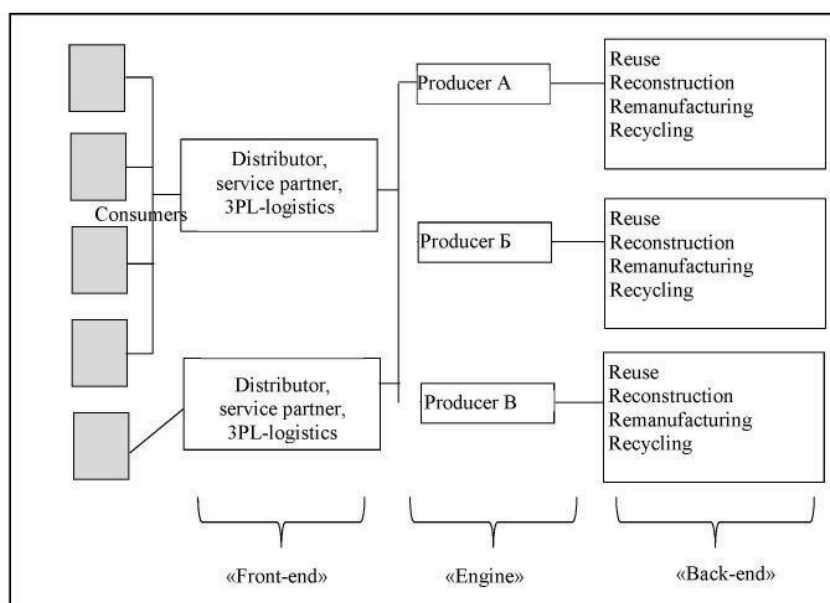 Consumers
Distributor,
service partner,
3PL-logistics
Distributor,
service partner,
3PL-logistics
Producer А
Producer Б
Producer В
Reuse
Reconstruction
Remanufacturing
Recycling
Reuse
Reconstruction
Remanufacturing
Recycling
Reuse
Reconstruction
Remanufacturing
Recycling
«Front-end»
«Engine»
«Back-end»